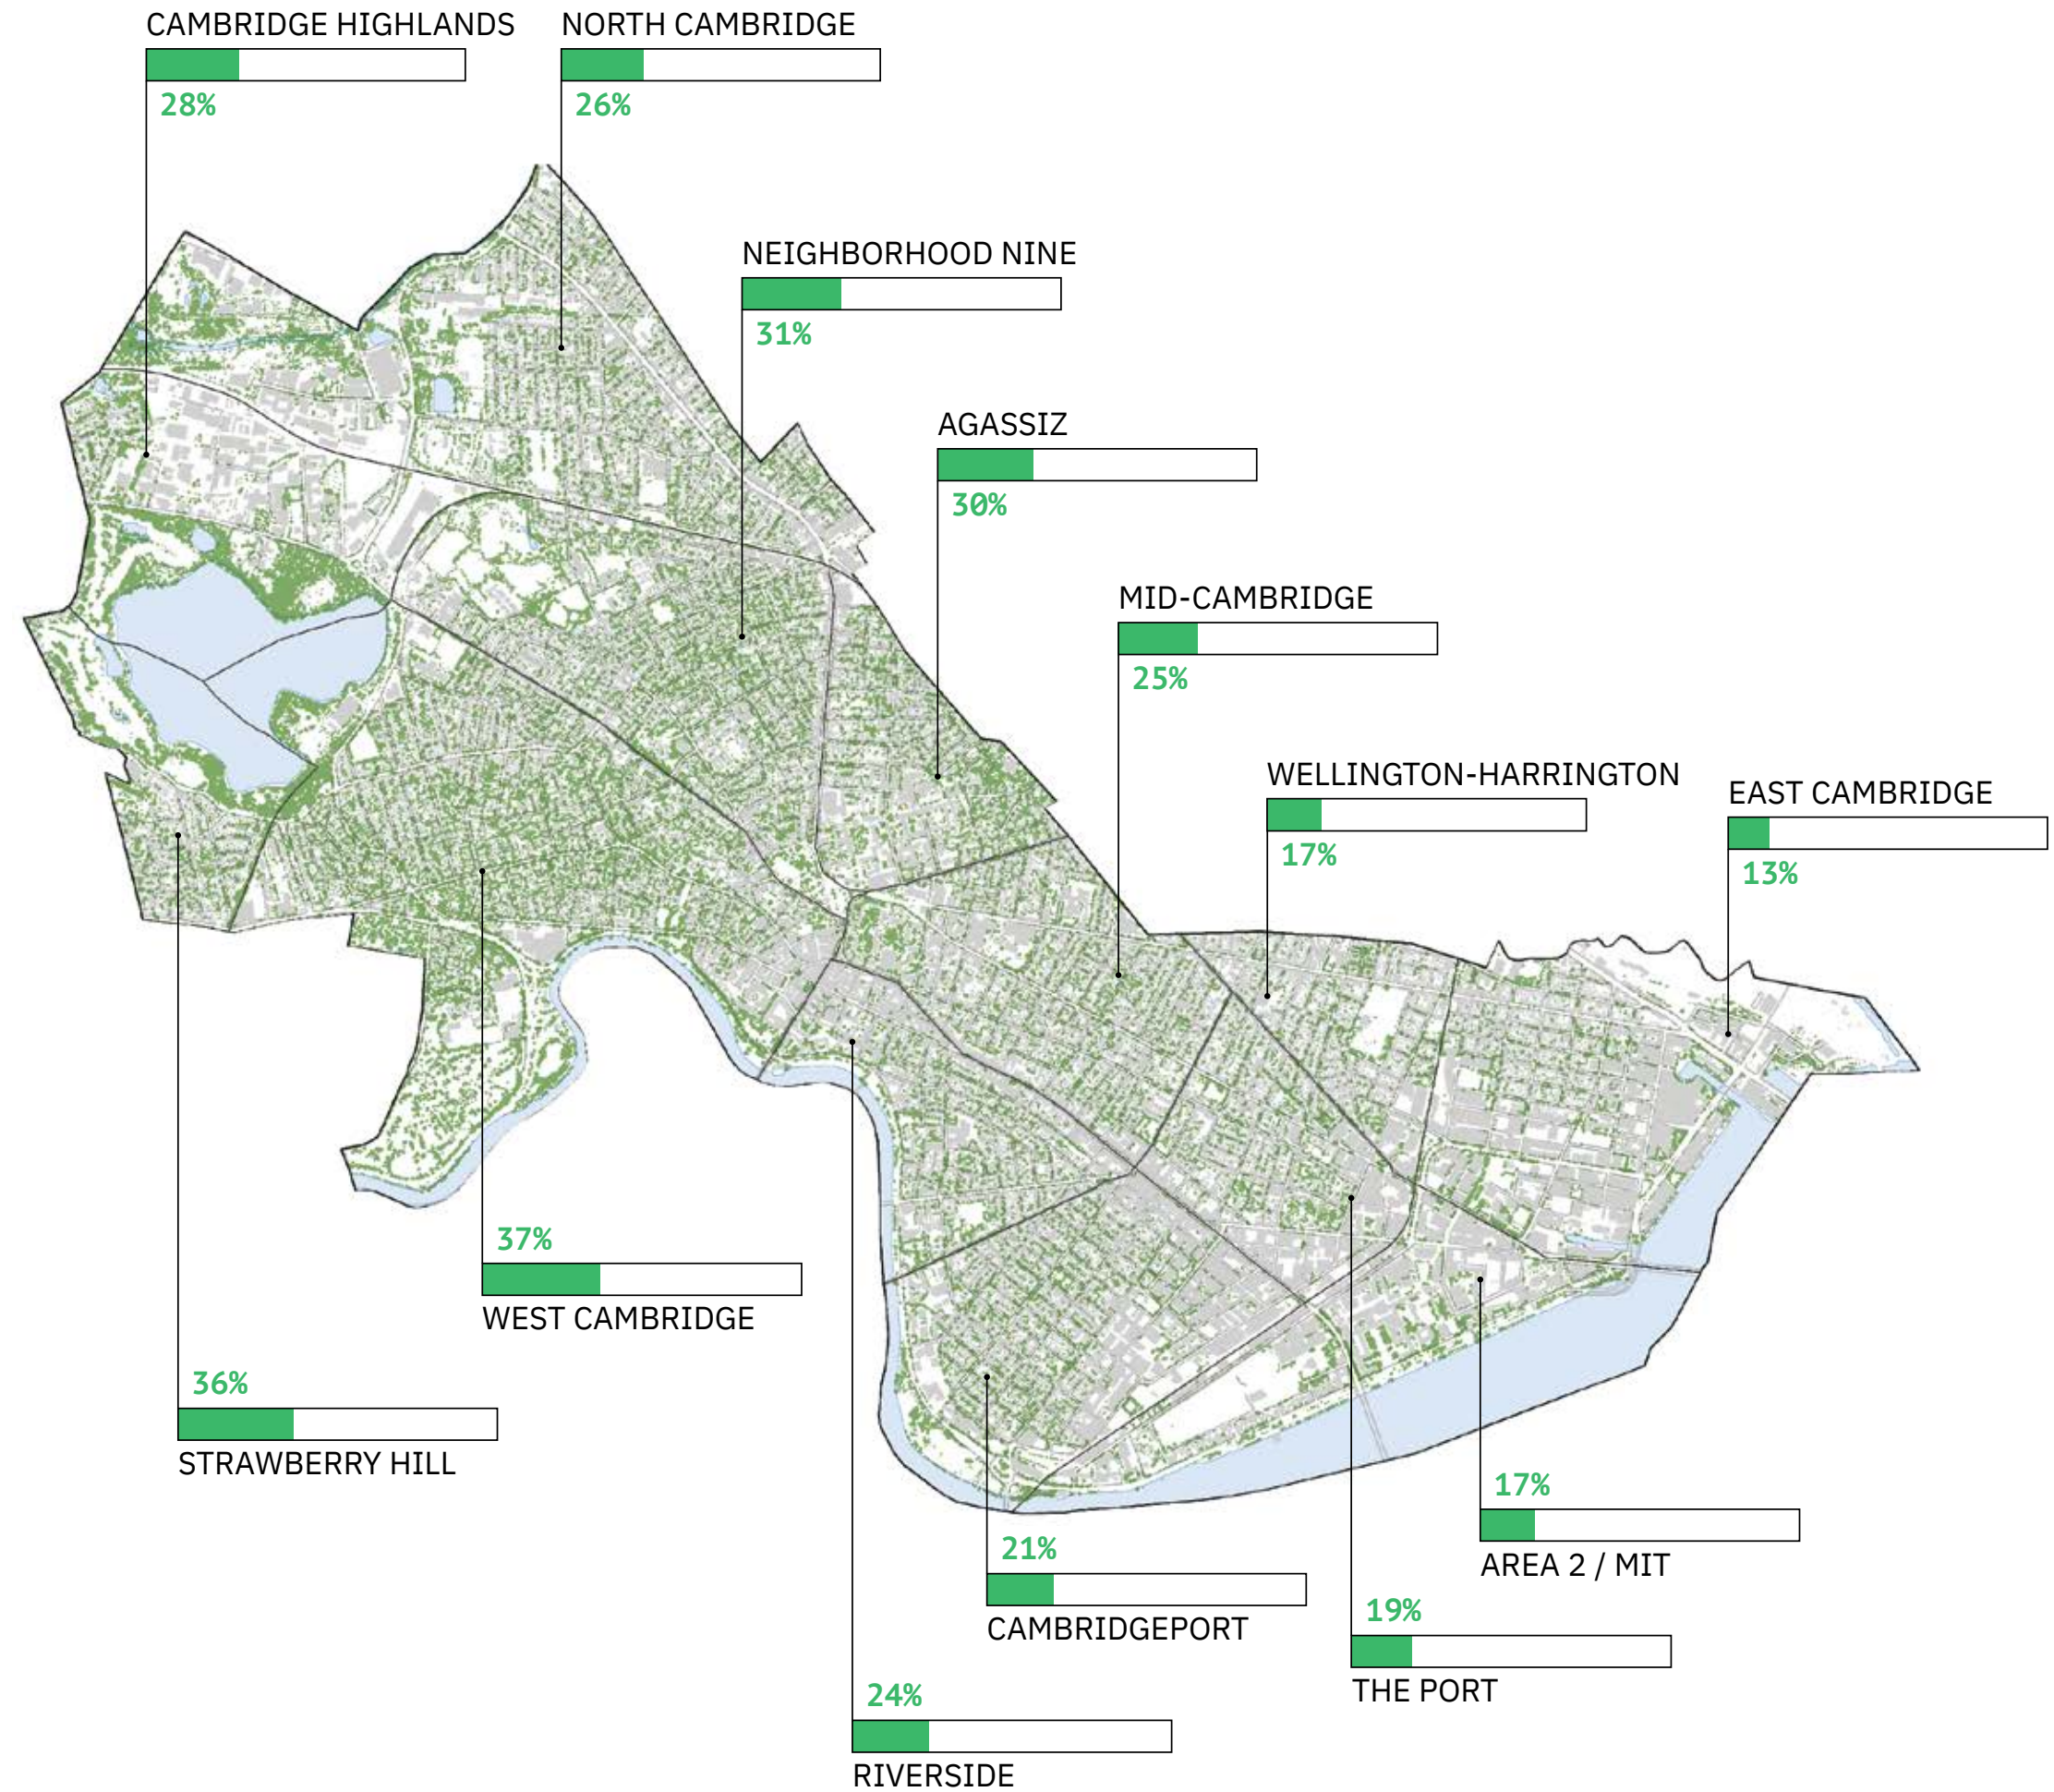 CAMBRIDGE HIGHLANDS
28%
NORTH CAMBRIDGE
26%
NEIGHBORHOOD NINE
31%
AGASSIZ
30%
MID-CAMBRIDGE
25%
WELLINGTON-HARRINGTON
17%
EAST CAMBRIDGE
13%
37%
WEST CAMBRIDGE
36%
STRAWBERRY HILL
17%
AREA 2 / MIT
21%
CAMBRIDGEPORT
19%
THE PORT
24%
RIVERSIDE